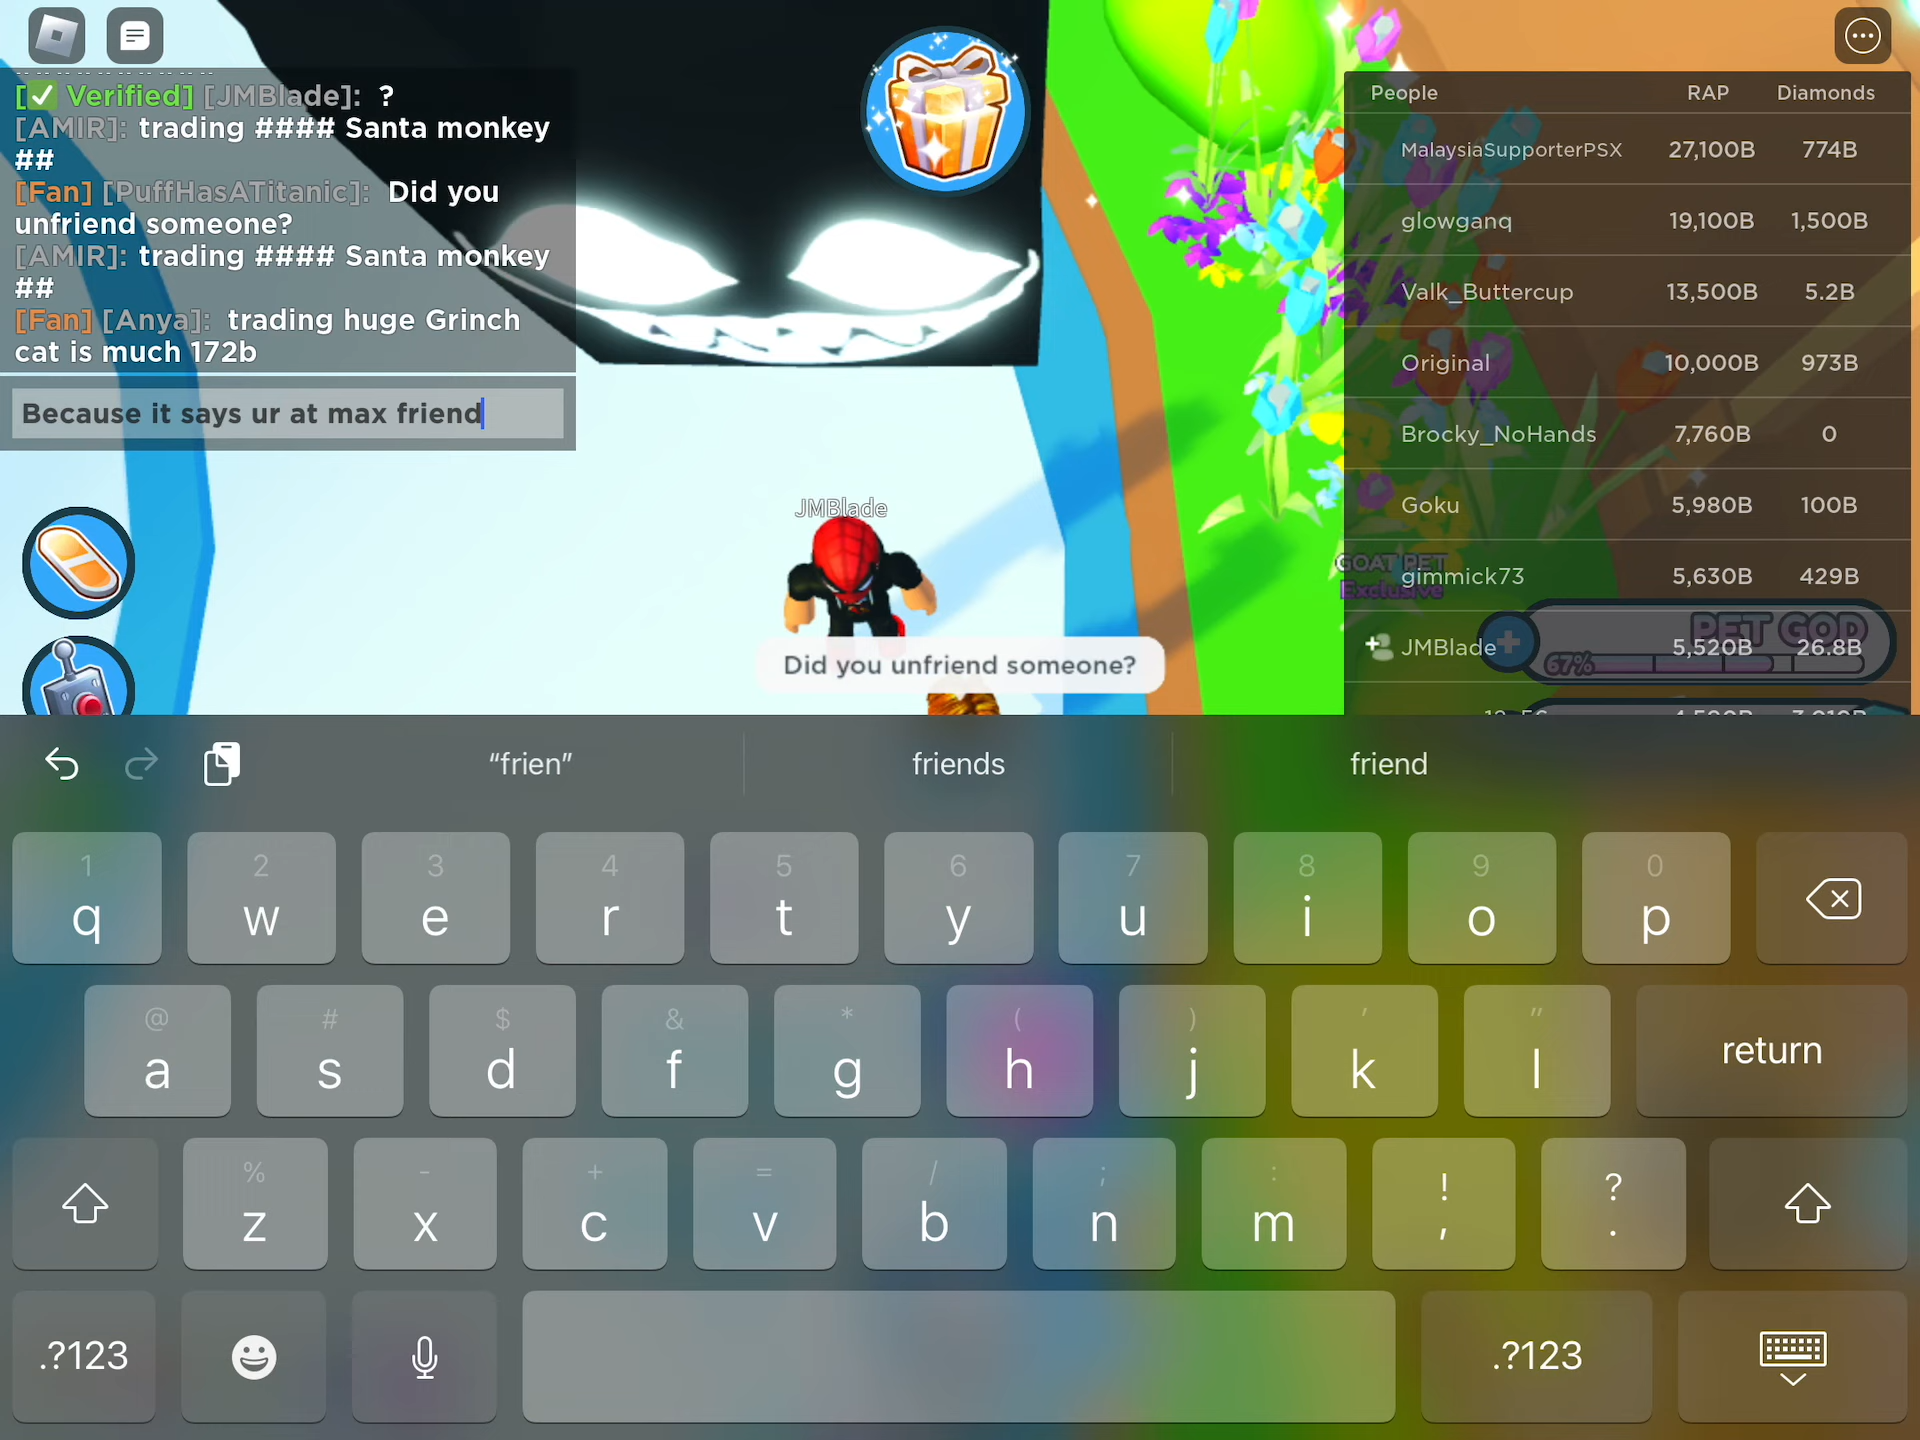 [✅ Verified] [JMBlade]: ?
[AMIR]: trading #### Santa monkey
##
[Fan] [PuffHasATitanic]: Did you
unfriend someone?
[AMIR]: trading #### Santa monkey
##
[Fan] [Anya]: trading huge Grinch
cat is much 172b
Because it says ur at max friend
People RAP Diamonds
MalaysiaSupporterPSX 27,100B 774B
glowganq 19,100B 1,500B
Valk_Buttercup 13,500B 5.2B
Original 10,000B 973B
Brocky_NoHands 7,760B 0
Goku 5,980B 100B
GOAT PET
Exclusive
gimmick73 5,630B 429B
PET GOD
JMBlade 5,520B 26.8B
67%
JMBlade
Did you unfriend someone?
“frien” friends friend
1 2 3 4 5 6 7 8 9 0
q w e r t y u i o p
@ # $ & * ( ) ' "
a s d f g h j k l return
% - + = / ; : ! ?
z x c v b n m , .
.?123 .?123